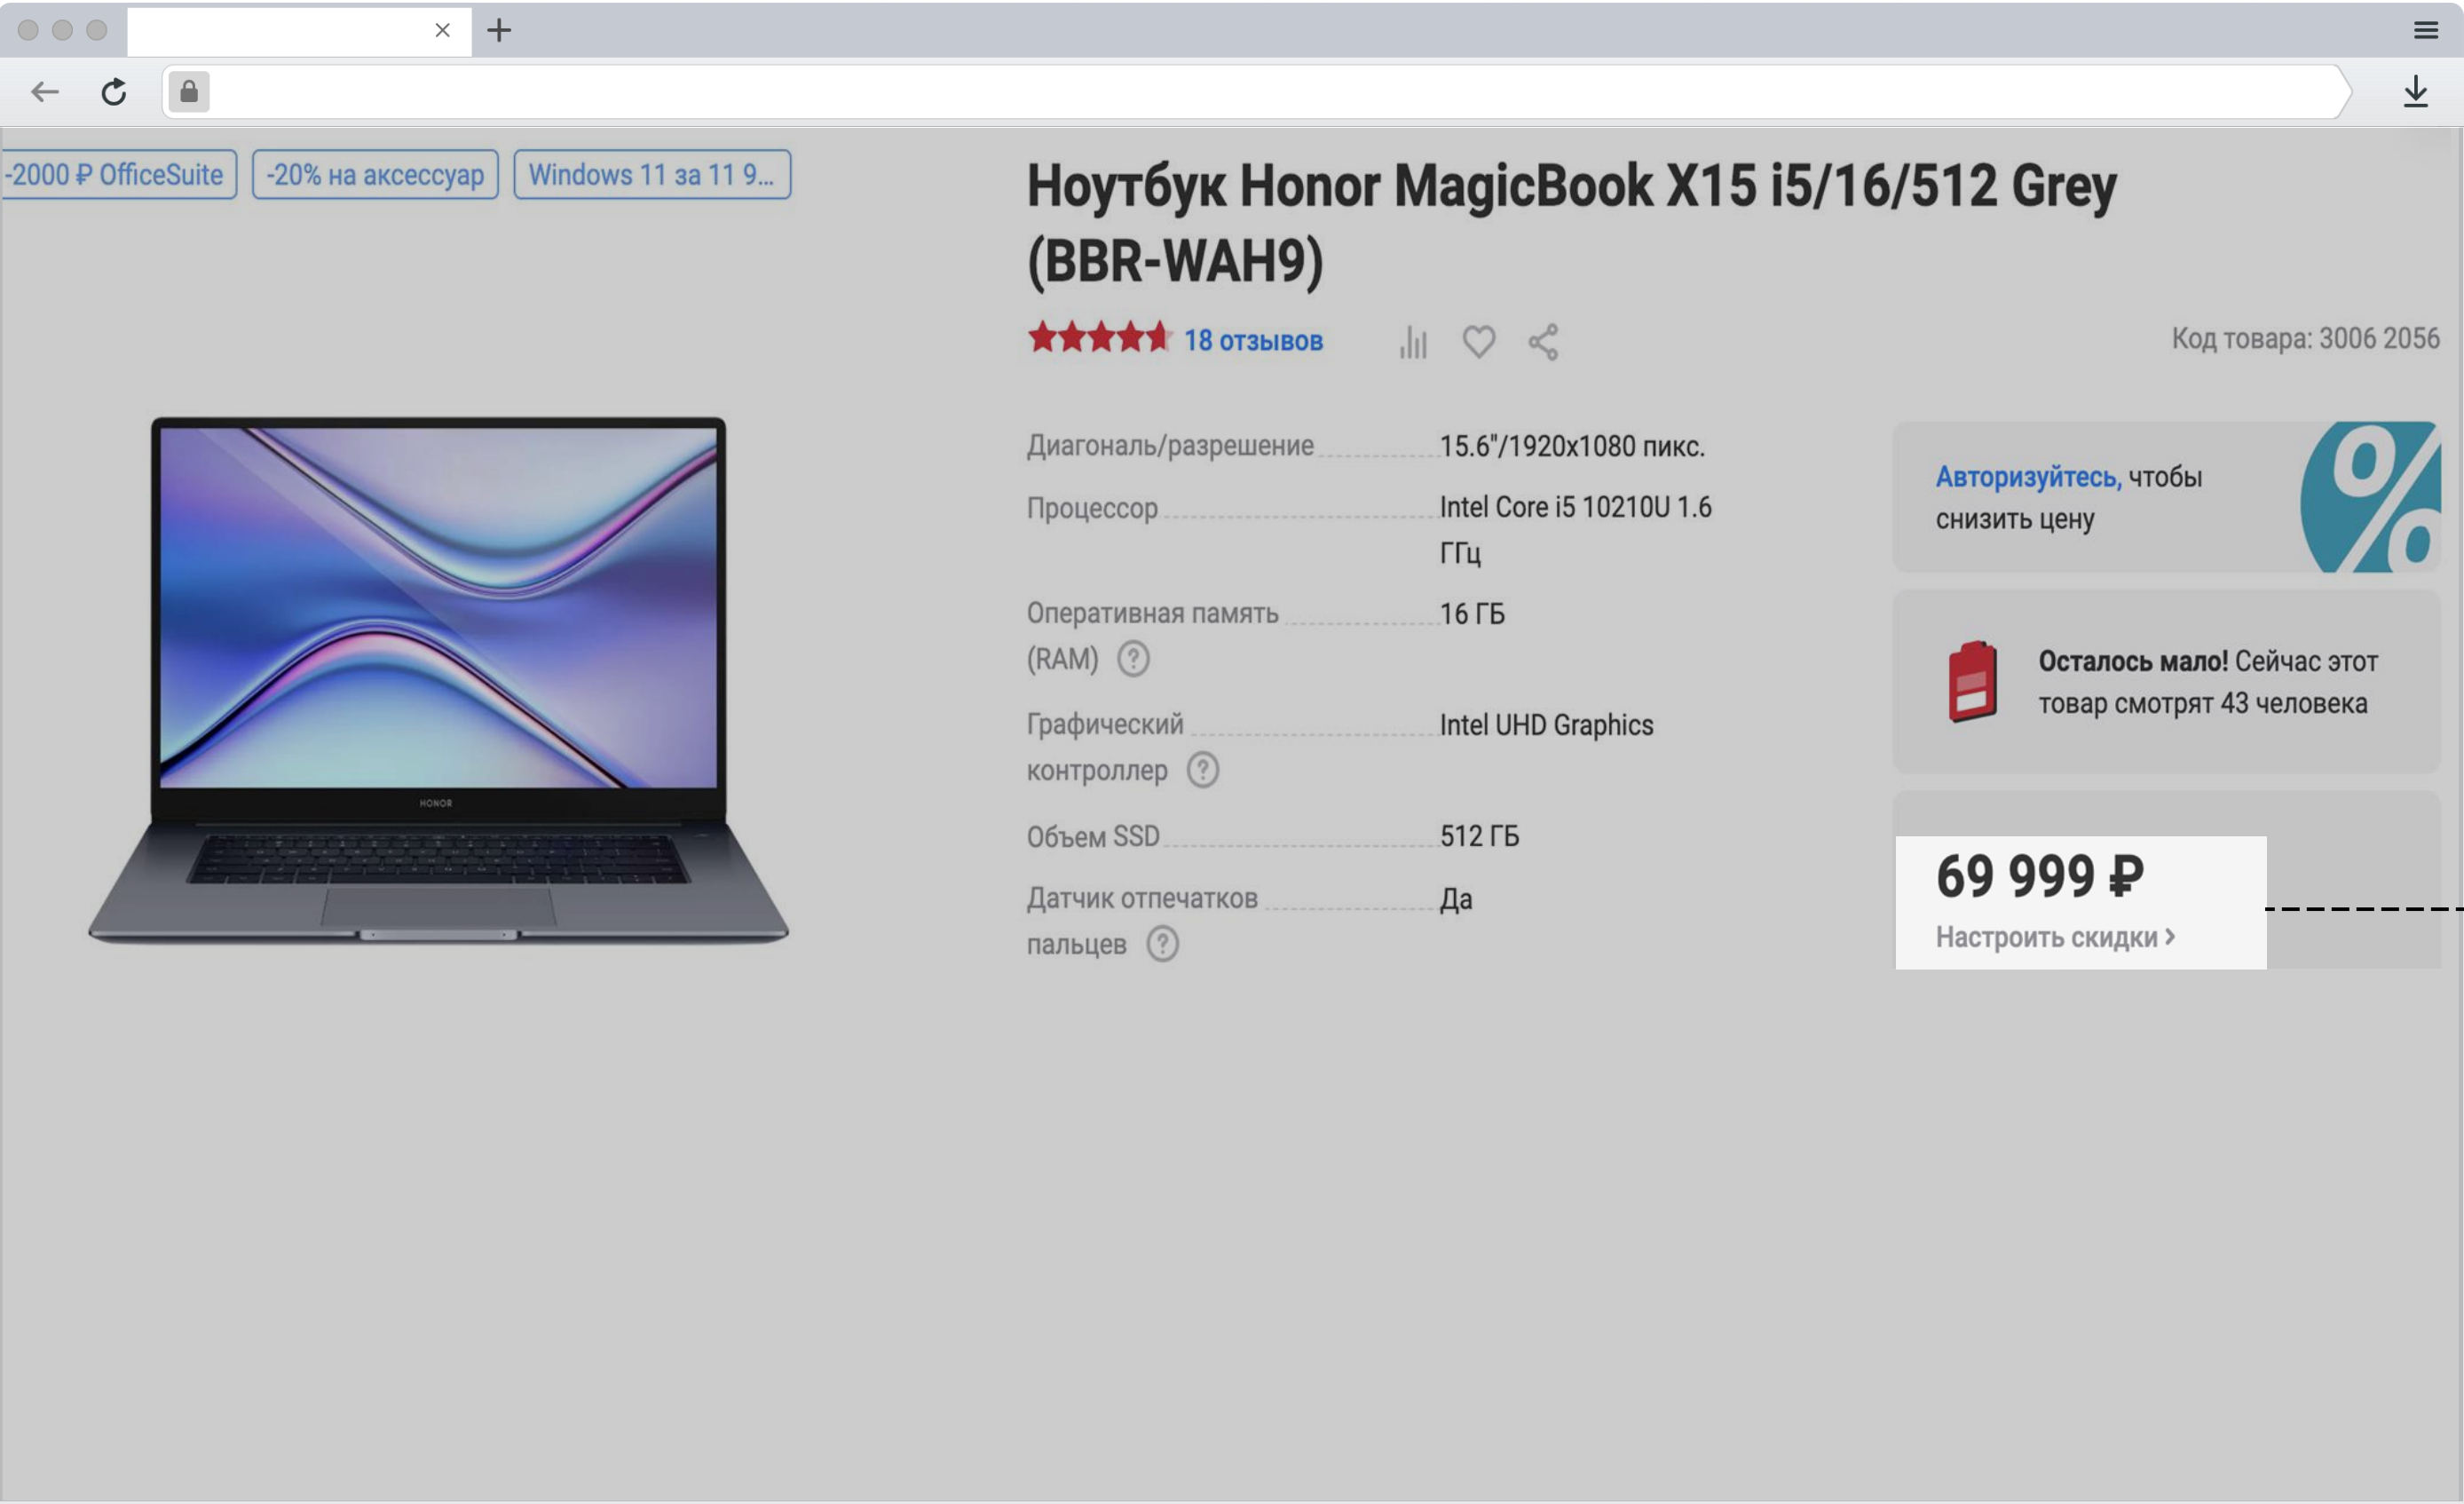 -2000 ₽ OfficeSuite
-20% на аксессуар
Windows 11 за 11 9...
Ноутбук Honor MagicBook X15 i5/16/512 Grey
(BBR-WAH9)
18 отзывов
Код товара: 3006 2056
HONOR
Диагональ/разрешение 15.6"/1920x1080 пикс.
Процессор Intel Core i5 10210U 1.6
ГГц
Оперативная память 16 ГБ
(RAM) ?
Графический Intel UHD Graphics
контроллер ?
Объем SSD 512 ГБ
Датчик отпечатков Да
пальцев ?
Авторизуйтесь, чтобы
снизить цену
%
Осталось мало! Сейчас этот
товар смотрят 43 человека
69 999 ₽
Настроить скидки >